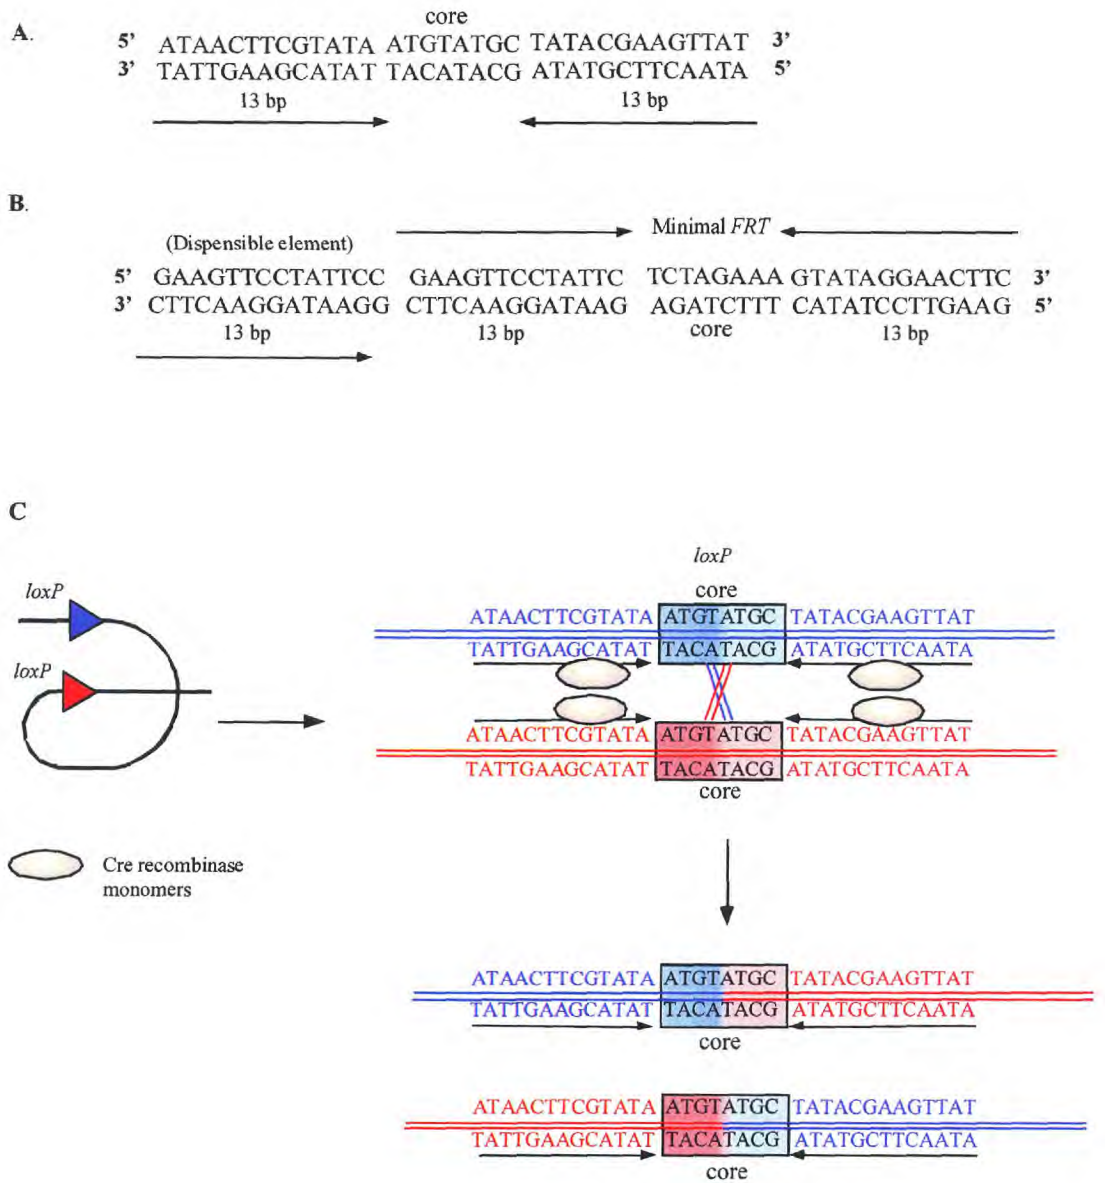 A.
core
5’ ATAACTTCGTATA ATGTATGC TATACGAAGTTAT 3’
3’ TATTGAAGCATAT TACATACG ATATGCTTCAATA 5’
13 bp 13 bp
B.
Minimal FRT
(Dispensible element)
5’ GAAGTTCCTATTCC GAAGTTCCTATTC TCTAGAAA GTATAGGAACTTC 3’
3’ CTTCAAGGATAAGG CTTCAAGGATAAG AGATCTTT CATATCCTTGAAG 5’
13 bp 13 bp core 13 bp
C
loxP
loxP
Cre recombinase
monomers
loxP
core
ATAACTTCGTATA ATGTATGC TATACGAAGTTAT
TATTGAAGCATAT TACATACG ATATGCTTCAATA
ATAACTTCGTATA ATGTATGC TATACGAAGTTAT
TATTGAAGCATAT TACATACG ATATGCTTCAATA
core
ATAACTTCGTATA ATGTATGC TATACGAAGTTAT
TATTGAAGCATAT TACATACG ATATGCTTCAATA
core
ATAACTTCGTATA ATGTATGC TATACGAAGTTAT
TATTGAAGCATAT TACATACG ATATGCTTCAATA
core